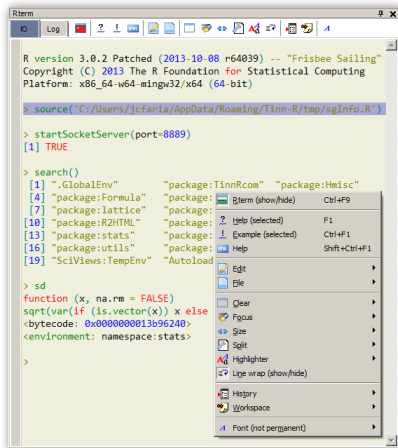 Rterm
IO Log
R version 3.0.2 Patched (2013-10-08 r64039) -- "Frisbee Sailing"
Copyright (C) 2013 The R Foundation for Statistical Computing
Platform: x86_64-w64-mingw32/x64 (64-bit)
> source('C:/Users/jcfaria/AppData/Roaming/Tinn-R/tmp/sgInfo.R')
> startSocketServer(port=8889)
[1] TRUE
> search()
[1] ".GlobalEnv" "package:TinnRcom" "package:Hmisc"
[4] "package:Formula" "package:
[7] "package:lattice" "package:
[10] "package:R2HTML" "package:
[13] "package:stats" "package:
[16] "package:utils" "package:
[19] "SciViews:TempEnv" "Autoload
> sd
function (x, na.rm = FALSE)
sqrt(var(if (is.vector(x)) x else
<bytecode: 0x0000000013b96240>
<environment: namespace:stats>
>
Rterm (show/hide) Ctrl+F9
Help (selected) F1
Example (selected) Ctrl+F1
Help Shift+Ctrl+F1
Edit
File
Clear
Focus
Size
Split
Highlighter
Line wrap (show/hide)
History
Workspace
Font (not permanent)